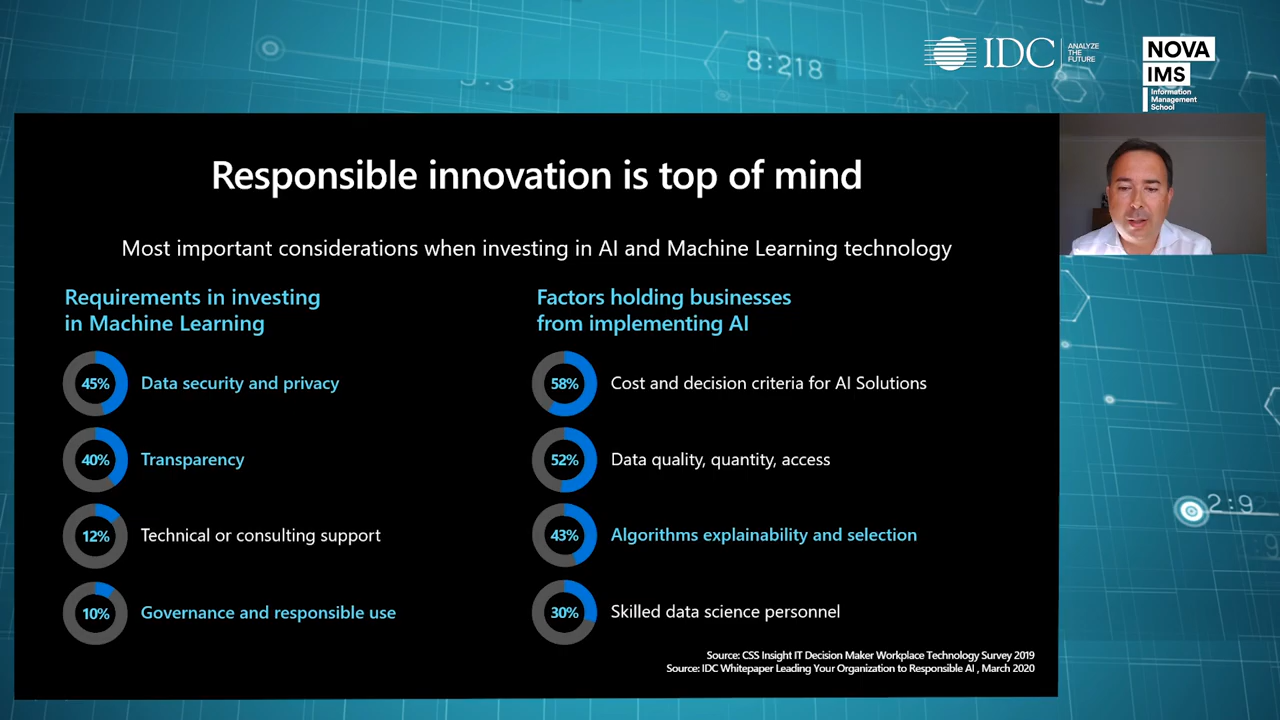 8:218
IDC
ANALYZE
THE
FUTURE
NOVA
IMS
Information
Management
School
Responsible innovation is top of mind
Most important considerations when investing in AI and Machine Learning technology
Requirements in investing
in Machine Learning
45% Data security and privacy
40% Transparency
12% Technical or consulting support
10% Governance and responsible use
Factors holding businesses
from implementing AI
58% Cost and decision criteria for AI Solutions
52% Data quality, quantity, access
43% Algorithms explainability and selection
30% Skilled data science personnel
Source: CSS Insight IT Decision Maker Workplace Technology Survey 2019
Source: IDC Whitepaper Leading Your Organization to Responsible AI , March 2020
2:9